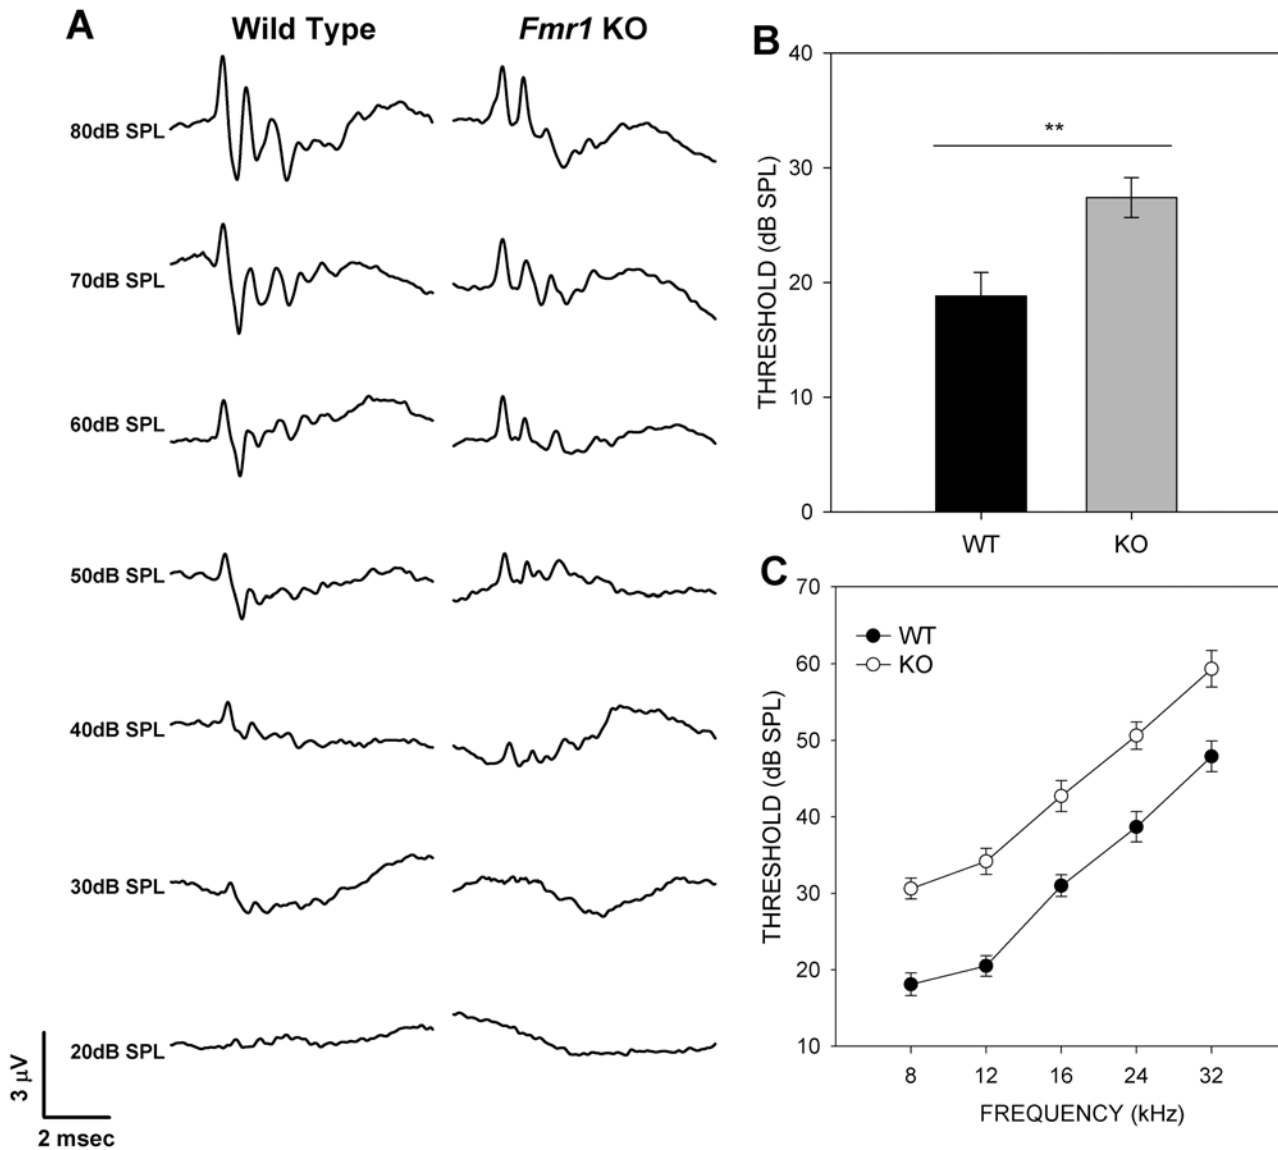 A
Wild Type
Fmr1 KO
80dB SPL
70dB SPL
60dB SPL
50dB SPL
40dB SPL
30dB SPL
20dB SPL
3 μV
2 msec
B
THRESHOLD (dB SPL)
40
30
20
10
0
**
WT
KO
C
THRESHOLD (dB SPL)
70
60
50
40
30
20
10
WT
KO
8
12
16
24
32
FREQUENCY (kHz)